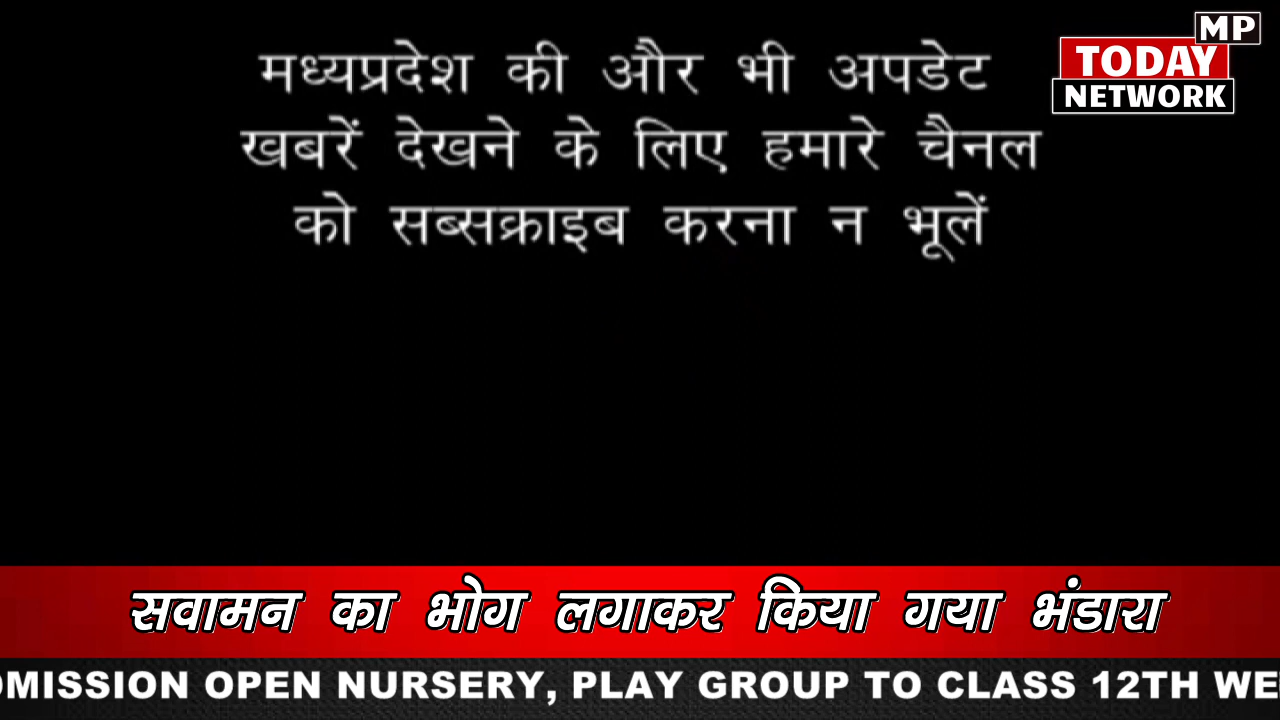 MP
TODAY
NETWORK
मध्यप्रदेश की और भी अपडेट
खबरें देखने के लिए हमारे चैनल
को सब्सक्राइब करना न भूलें
सवामन का भोग लगाकर किया गया भंडारा
OPEN NURSERY, PLAY GROUP TO CLASS 12TH